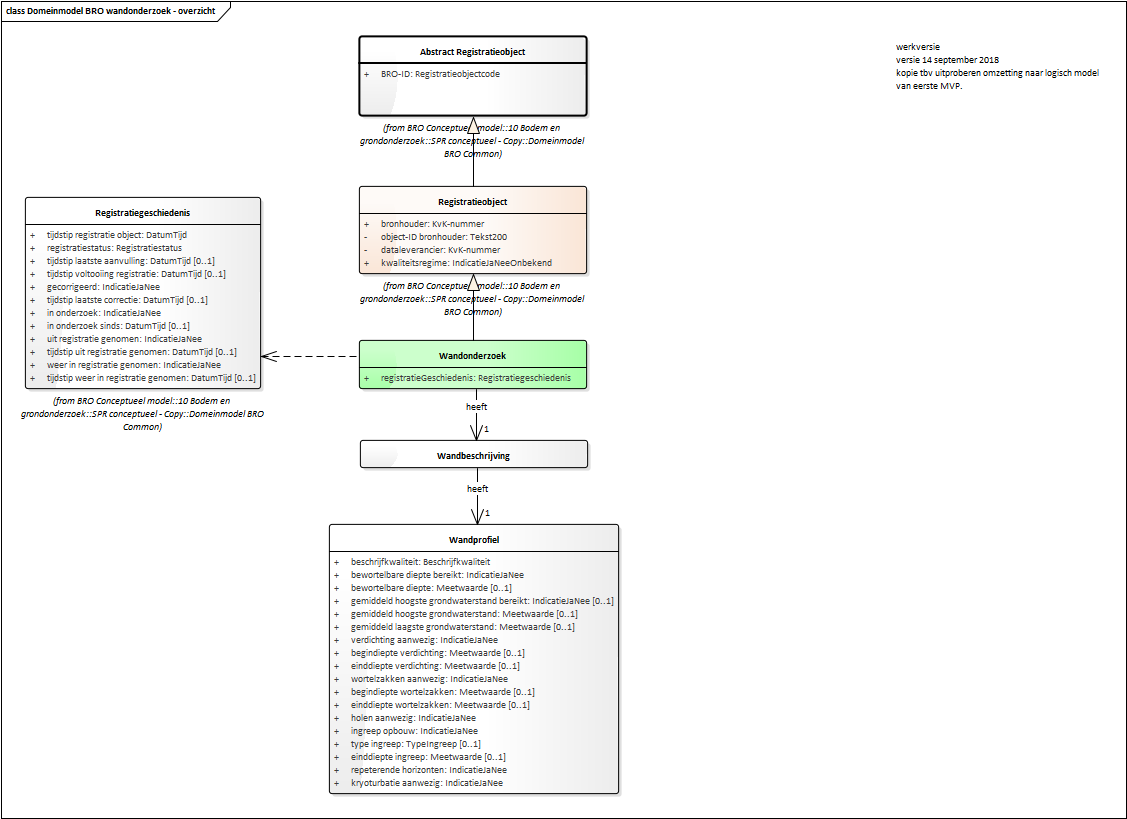 class Domeinmodel BRO wandonderzoek - overzicht
werkversie
versie 14 september 2018
kopie tbv uitproberen omzetting naar logisch model
van eerste MVP.
Abstract Registratieobject
+ BRO-ID: Registratieobjectcode
(from BRO Conceptueel model::10 Bodem en
grondonderzoek::SPR conceptueel - Copy::Domeinmodel
BRO Common)
Registratieobject
+ bronhouder: KvK-nummer
- object-ID bronhouder: Tekst200
- dataleverancier: KvK-nummer
+ kwaliteitsregime: IndicatieJaNeeOnbekend
(from BRO Conceptueel model::10 Bodem en
grondonderzoek::SPR conceptueel - Copy::Domeinmodel
BRO Common)
Registratiegeschiedenis
+ tijdstip registratie object: DatumTijd
+ registratiestatus: Registratiestatus
+ tijdstip laatste aanvulling: DatumTijd [0..1]
+ tijdstip voltooiing registratie: DatumTijd [0..1]
+ gecorrigeerd: IndicatieJaNee
+ tijdstip laatste correctie: DatumTijd [0..1]
+ in onderzoek: IndicatieJaNee
+ in onderzoek sinds: DatumTijd [0..1]
+ uit registratie genomen: IndicatieJaNee
+ tijdstip uit registratie genomen: DatumTijd [0..1]
+ weer in registratie genomen: IndicatieJaNee
+ tijdstip weer in registratie genomen: DatumTijd [0..1]
(from BRO Conceptueel model::10 Bodem en
grondonderzoek::SPR conceptueel - Copy::Domeinmodel BRO
Common)
Wandonderzoek
+ registratieGeschiedenis: Registratiegeschiedenis
heeft
1
Wandbeschrijving
heeft
1
Wandprofiel
+ beschrijfkwaliteit: Beschrijfkwaliteit
+ bewortelbare diepte bereikt: IndicatieJaNee
+ bewortelbare diepte: Meetwaarde [0..1]
+ gemiddeld hoogste grondwaterstand bereikt: IndicatieJaNee [0..1]
+ gemiddeld hoogste grondwaterstand: Meetwaarde [0..1]
+ gemiddeld laagste grondwaterstand: Meetwaarde [0..1]
+ verdichting aanwezig: IndicatieJaNee
+ begindiepte verdichting: Meetwaarde [0..1]
+ einddiepte verdichting: Meetwaarde [0..1]
+ wortelzakken aanwezig: IndicatieJaNee
+ begindiepte wortelzakken: Meetwaarde [0..1]
+ einddiepte wortelzakken: Meetwaarde [0..1]
+ holen aanwezig: IndicatieJaNee
+ ingreep opbouw: IndicatieJaNee
+ type ingreep: TypeIngreep [0..1]
+ einddiepte ingreep: Meetwaarde [0..1]
+ repeterende horizonten: IndicatieJaNee
+ kryoturbatie aanwezig: IndicatieJaNee